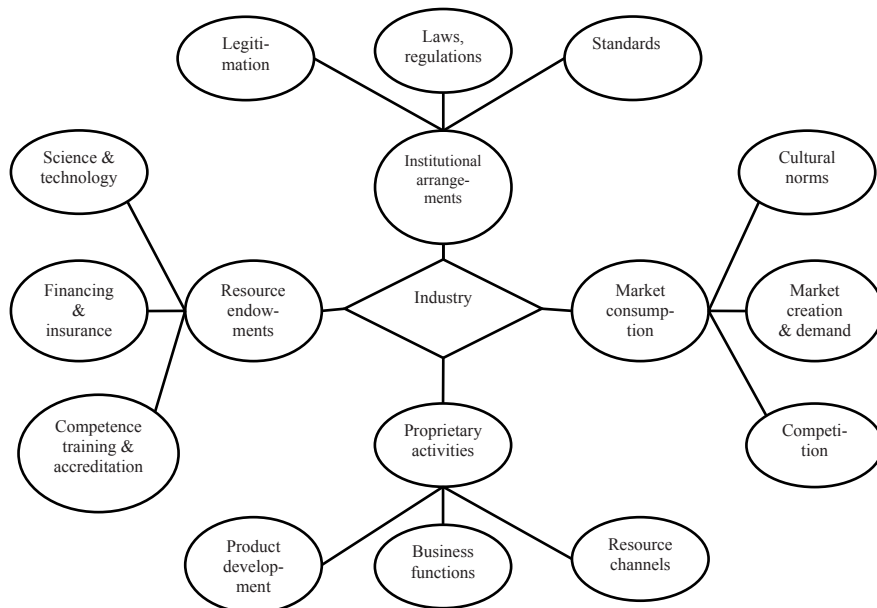 Legiti-
mation
Laws,
regulations
Standards
Science &
technology
Institutional
arrange-
ments
Cultural
norms
Financing
&
insurance
Resource
endow-
ments
Industry
Market
consump-
tion
Market
creation
& demand
Competence
training &
accreditation
Proprietary
activities
Competi-
tion
Product
develop-
ment
Business
functions
Resource
channels